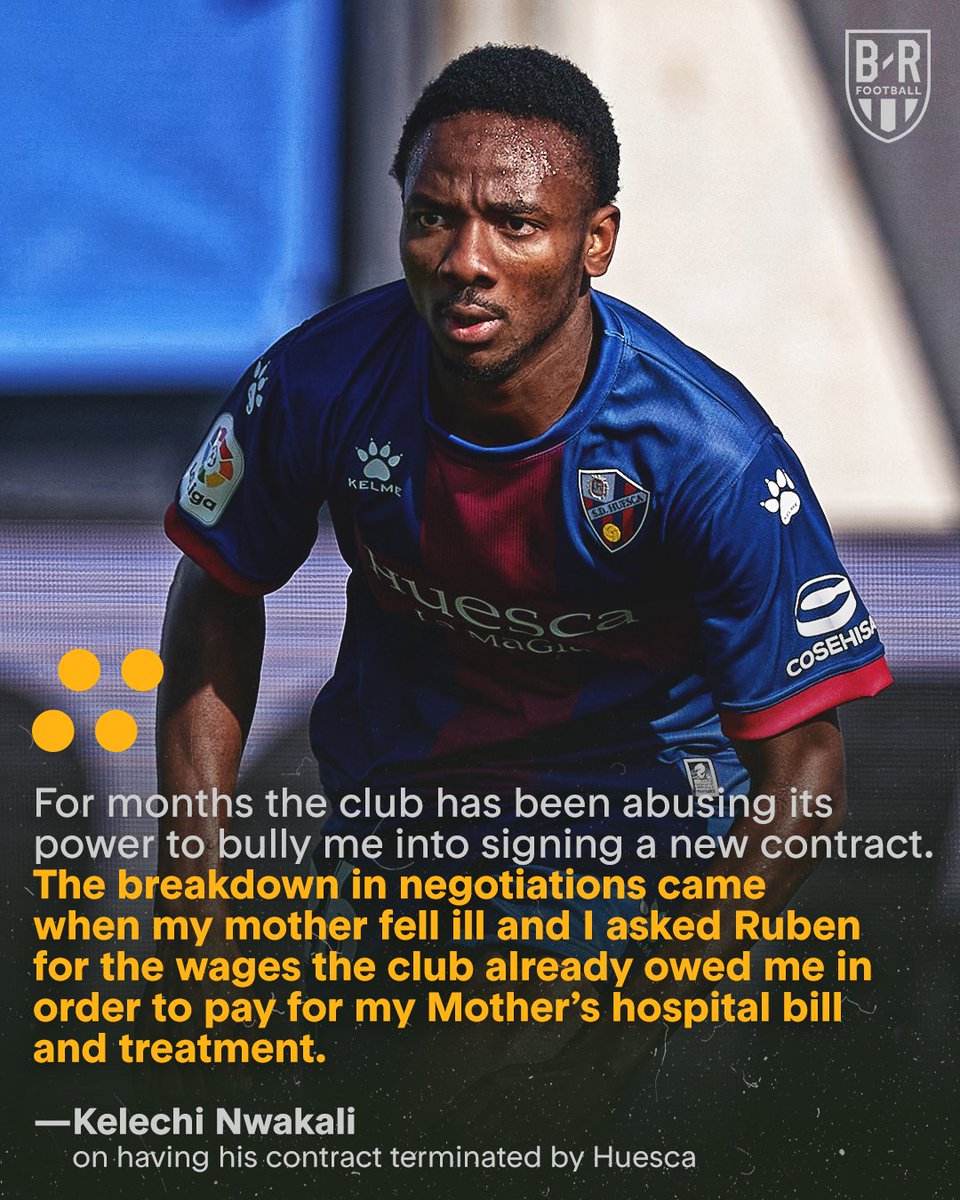 B R
FOOTBALL
KELME
S.D. HUESCA
Huesca
La Magia
COSEHISA
For months the club has been abusing its
power to bully me into signing a new contract.
The breakdown in negotiations came
when my mother fell ill and I asked Ruben
for the wages the club already owed me in
order to pay for my Mother’s hospital bill
and treatment.
—Kelechi Nwakali
on having his contract terminated by Huesca